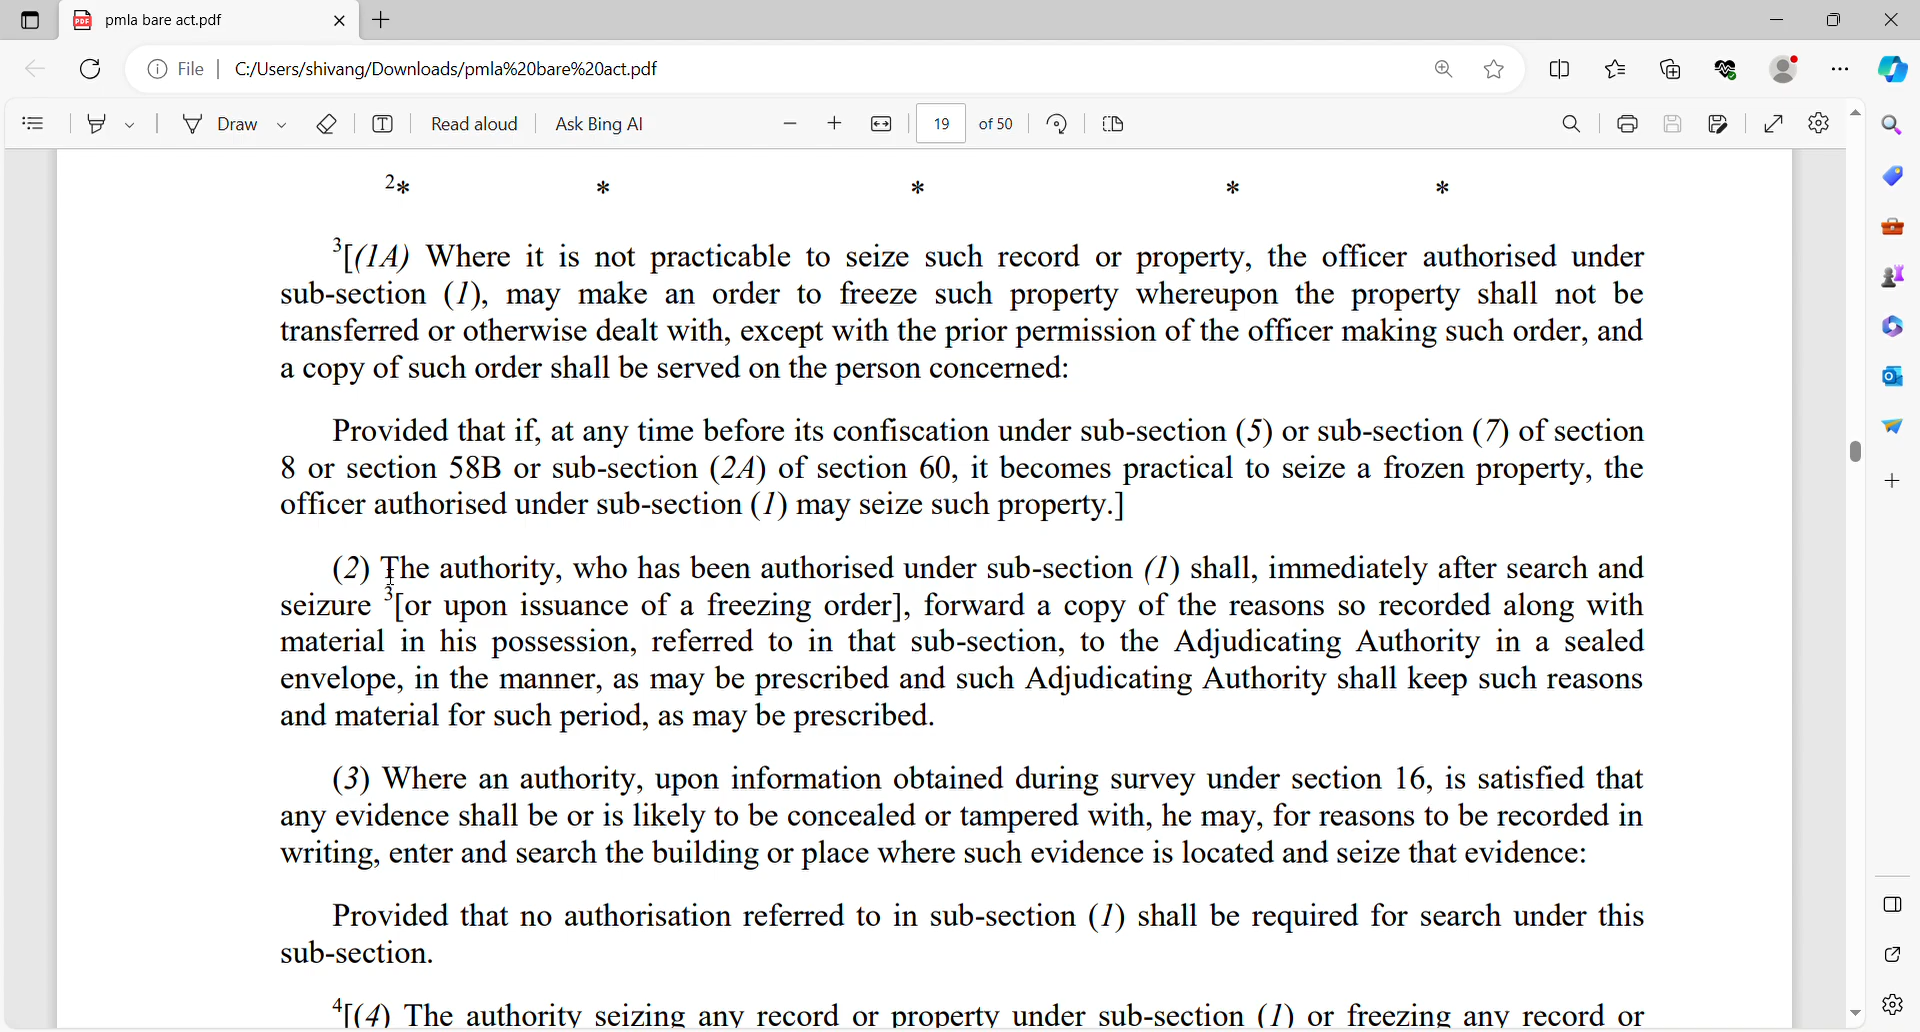 pmla bare act.pdf
File | C:/Users/shivang/Downloads/pmla%20bare%20act.pdf
Draw Read aloud Ask Bing AI 19 of 50
2* * * * *
3[(1A) Where it is not practicable to seize such record or property, the officer authorised under
sub-section (1), may make an order to freeze such property whereupon the property shall not be
transferred or otherwise dealt with, except with the prior permission of the officer making such order, and
a copy of such order shall be served on the person concerned:
Provided that if, at any time before its confiscation under sub-section (5) or sub-section (7) of section
8 or section 58B or sub-section (2A) of section 60, it becomes practical to seize a frozen property, the
officer authorised under sub-section (1) may seize such property.]
(2) The authority, who has been authorised under sub-section (1) shall, immediately after search and
seizure 3[or upon issuance of a freezing order], forward a copy of the reasons so recorded along with
material in his possession, referred to in that sub-section, to the Adjudicating Authority in a sealed
envelope, in the manner, as may be prescribed and such Adjudicating Authority shall keep such reasons
and material for such period, as may be prescribed.
(3) Where an authority, upon information obtained during survey under section 16, is satisfied that
any evidence shall be or is likely to be concealed or tampered with, he may, for reasons to be recorded in
writing, enter and search the building or place where such evidence is located and seize that evidence:
Provided that no authorisation referred to in sub-section (1) shall be required for search under this
sub-section.
4[(4) The authority seizing any record or property under sub-section (1) or freezing any record or